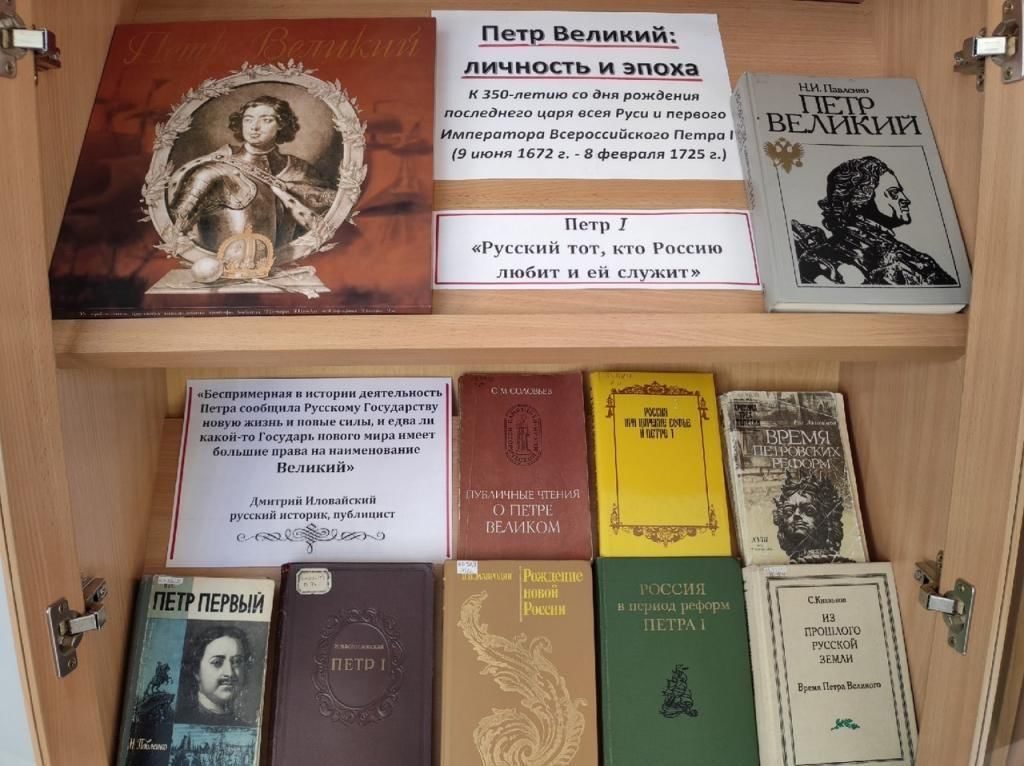 Петр Великий
Петр Великий:
личность и эпоха
К 350-летию со дня рождения
последнего царя всея Руси и первого
Императора Всероссийского Петра I
(9 июня 1672 г. - 8 февраля 1725 г.)
Петр I
«Русский тот, кто Россию
любит и ей служит»
Н.И. Павленко
ПЕТР
ВЕЛИКИЙ
«Беспримерная в истории деятельность
Петра сообщила Русскому Государству
новую жизнь и новые силы, и едва ли
какой-то Государь нового мира имеет
большие права на наименование
Великий»
Дмитрий Иловайский
русский историк, публицист
С.М. СОЛОВЬЕВ
ПУБЛИЧНЫЕ ЧТЕНИЯ
О ПЕТРЕ
ВЕЛИКОМ
РОССИЯ
ПРИ ЦАРЕВНЕ СОФЬЕ
И ПЕТРЕ I
ВРЕМЯ
ПЕТРОВСКИХ
РЕФОРМ
XVIII
ПЕТР ПЕРВЫЙ
Н. Павленко
ПЕТР I
В.В. МАВРОДИН
Рождение
новой
России
РОССИЯ
в период реформ
ПЕТРА I
С. Князьков
ИЗ
ПРОШЛОГО
РУССКОЙ
ЗЕМЛИ
Время Петра Великого